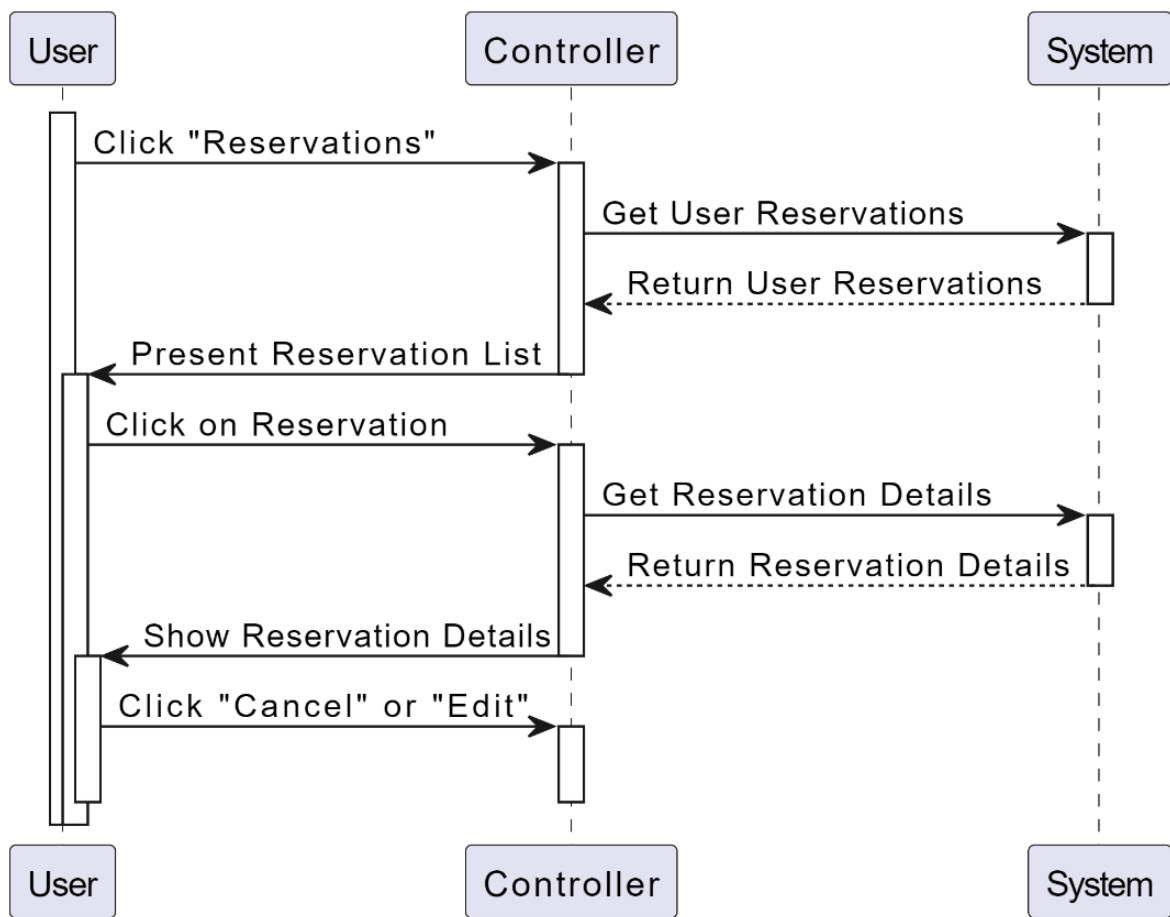 User
Controller
System
Click "Reservations"
Get User Reservations
Return User Reservations
Present Reservation List
Click on Reservation
Get Reservation Details
Return Reservation Details
Show Reservation Details
Click "Cancel" or "Edit"
User
Controller
System